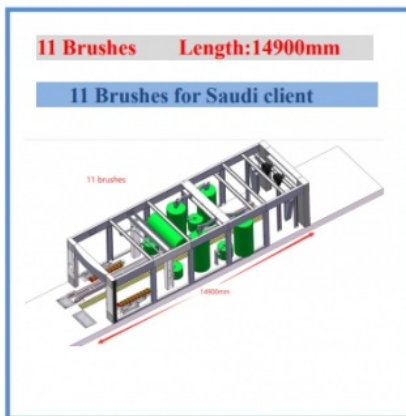 11 Brushes Length:14900mm
11 Brushes for Saudi client
11 brushes
14900mm